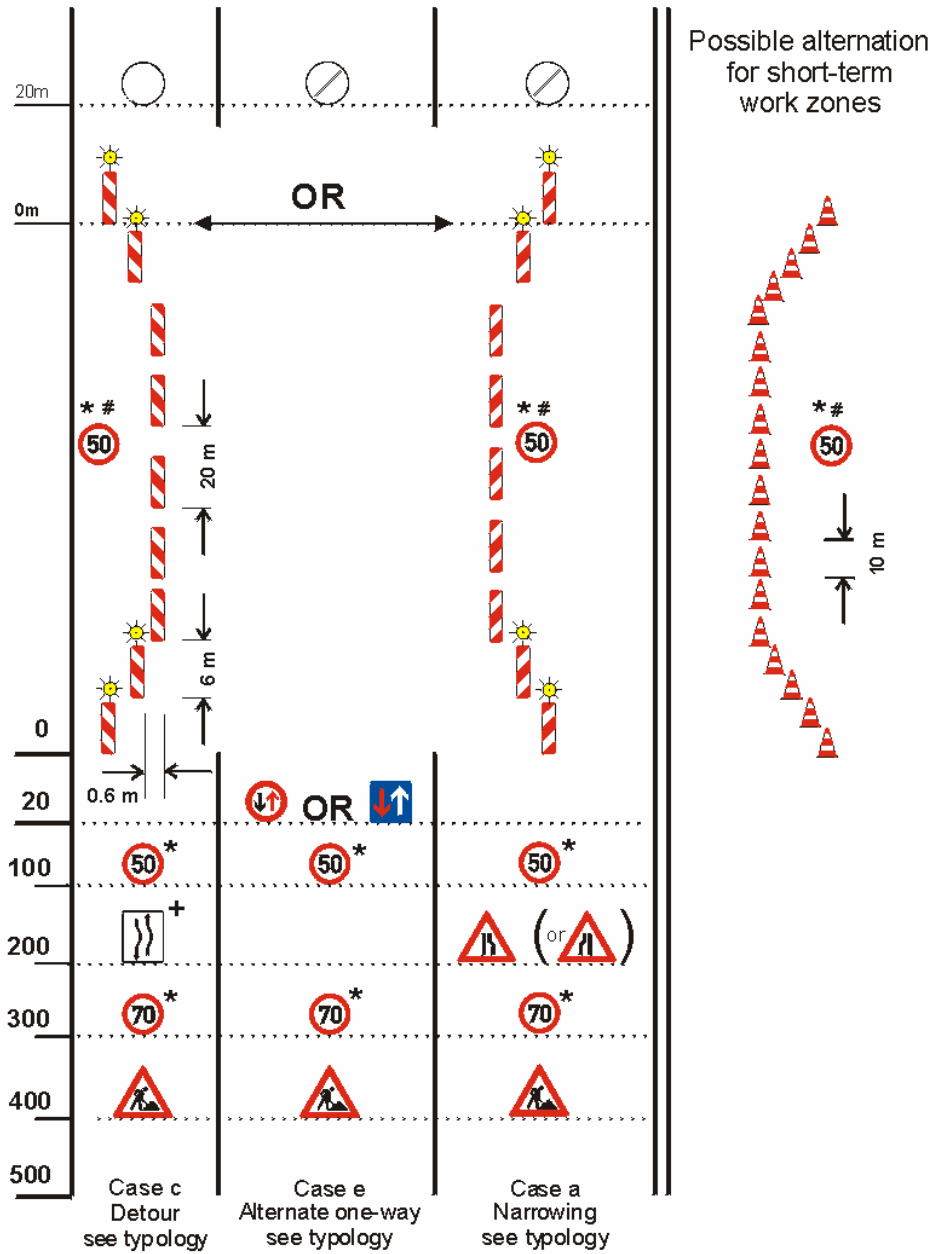 Possible alternation
for short-term
work zones
20m
OR
0m
* #
50
20 m
* #
50
*#
50
10 m
6 m
0
0.6 m
20
OR
100
50 *
50 *
50 *
200
+
( or )
300
70 *
70 *
70 *
400
500
Case c
Detour
see typology
Case e
Alternate one-way
see typology
Case a
Narrowing
see typology